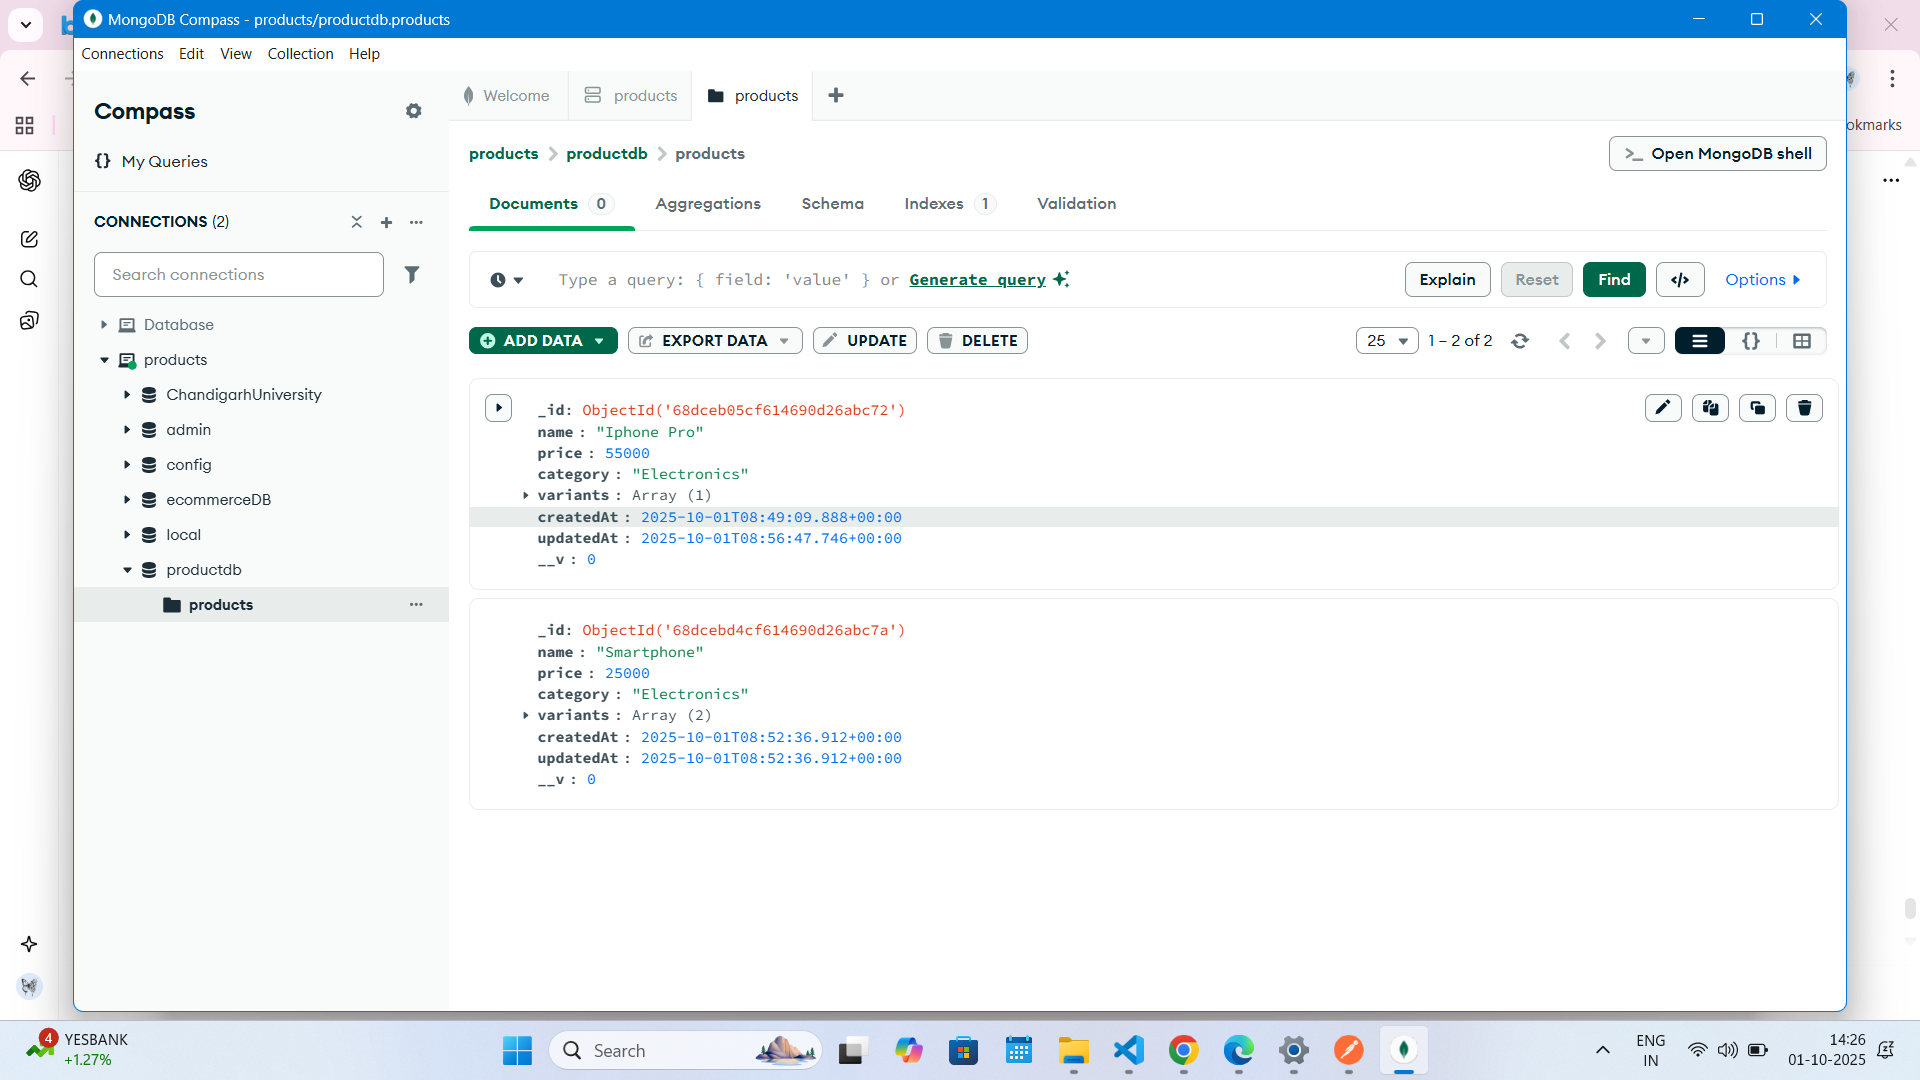 MongoDB Compass - products/productdb.products
Connections Edit View Collection Help
Compass
Welcome products products
My Queries
products productdb products
Open MongoDB shell
okmarks
CONNECTIONS (2)
Documents 0 Aggregations Schema Indexes 1 Validation
Search connections
Type a query: { field: 'value' } or Generate query
Explain Reset Find </> Options
Database
products
ChandigarhUniversity
admin
config
ecommerceDB
local
productdb
products
ADD DATA EXPORT DATA UPDATE DELETE
25 1 – 2 of 2 {}
_id: ObjectId('68dceb05cf614690d26abc72')
name : "Iphone Pro"
price : 55000
category : "Electronics"
variants : Array (1)
createdAt : 2025-10-01T08:49:09.888+00:00
updatedAt : 2025-10-01T08:56:47.746+00:00
__v : 0
_id: ObjectId('68dcebd4cf614690d26abc7a')
name : "Smartphone"
price : 25000
category : "Electronics"
variants : Array (2)
createdAt : 2025-10-01T08:52:36.912+00:00
updatedAt : 2025-10-01T08:52:36.912+00:00
__v : 0
4
YESBANK
+1.27%
Search
ENG
IN
14:26
01-10-2025